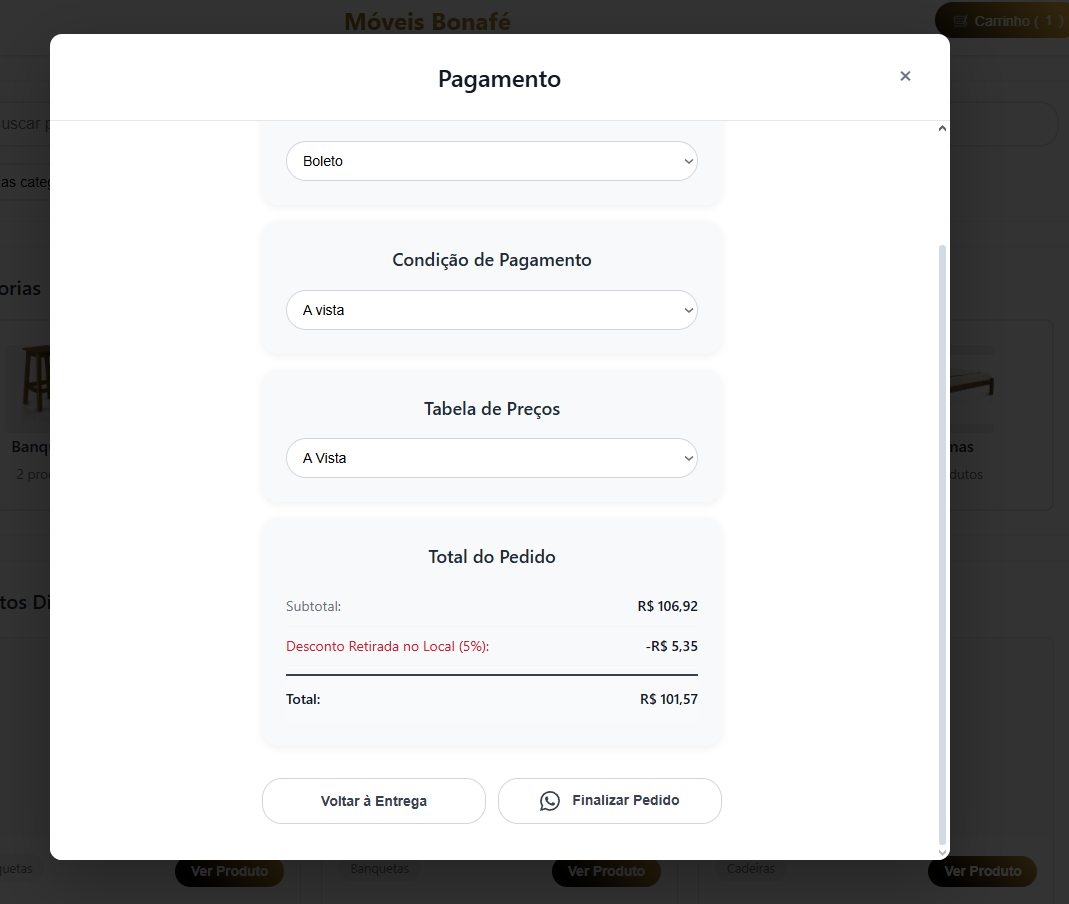 Móveis Bonafé
Carrinho ( 1 )
Pagamento
×
uscar p
Boleto
as categ
Condição de Pagamento
orias
A vista
Tabela de Preços
Banq
nas
A Vista
2 pro
dutos
Total do Pedido
tos Di
Subtotal:
R$ 106,92
Desconto Retirada no Local (5%):
-R$ 5,35
Total:
R$ 101,57
Voltar à Entrega
Finalizar Pedido
quetas
Ver Produto
Banquetas
Ver Produto
Cadeiras
Ver Produto